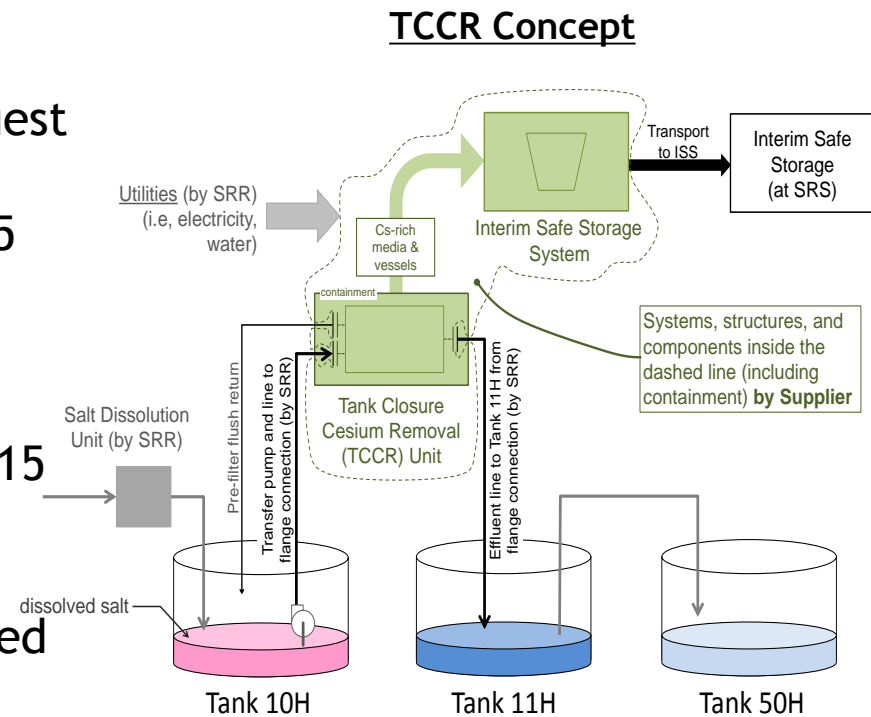 TCCR Concept
uest
5
15
ed
Utilities (by SRR)
(i.e, electricity,
water)
Cs-rich
media &
vessels
containment
Interim Safe Storage
System
Transport
to ISS
Interim Safe
Storage
(at SRS)
Systems, structures, and
components inside the
dashed line (including
containment) by Supplier
Tank Closure
Cesium Removal
(TCCR) Unit
Salt Dissolution
Unit (by SRR)
Pre-filter flush return
Transfer pump and line to
flange connection (by SRR)
Effluent line to Tank 11H from
flange connection (by SRR)
dissolved salt
Tank 10H
Tank 11H
Tank 50H